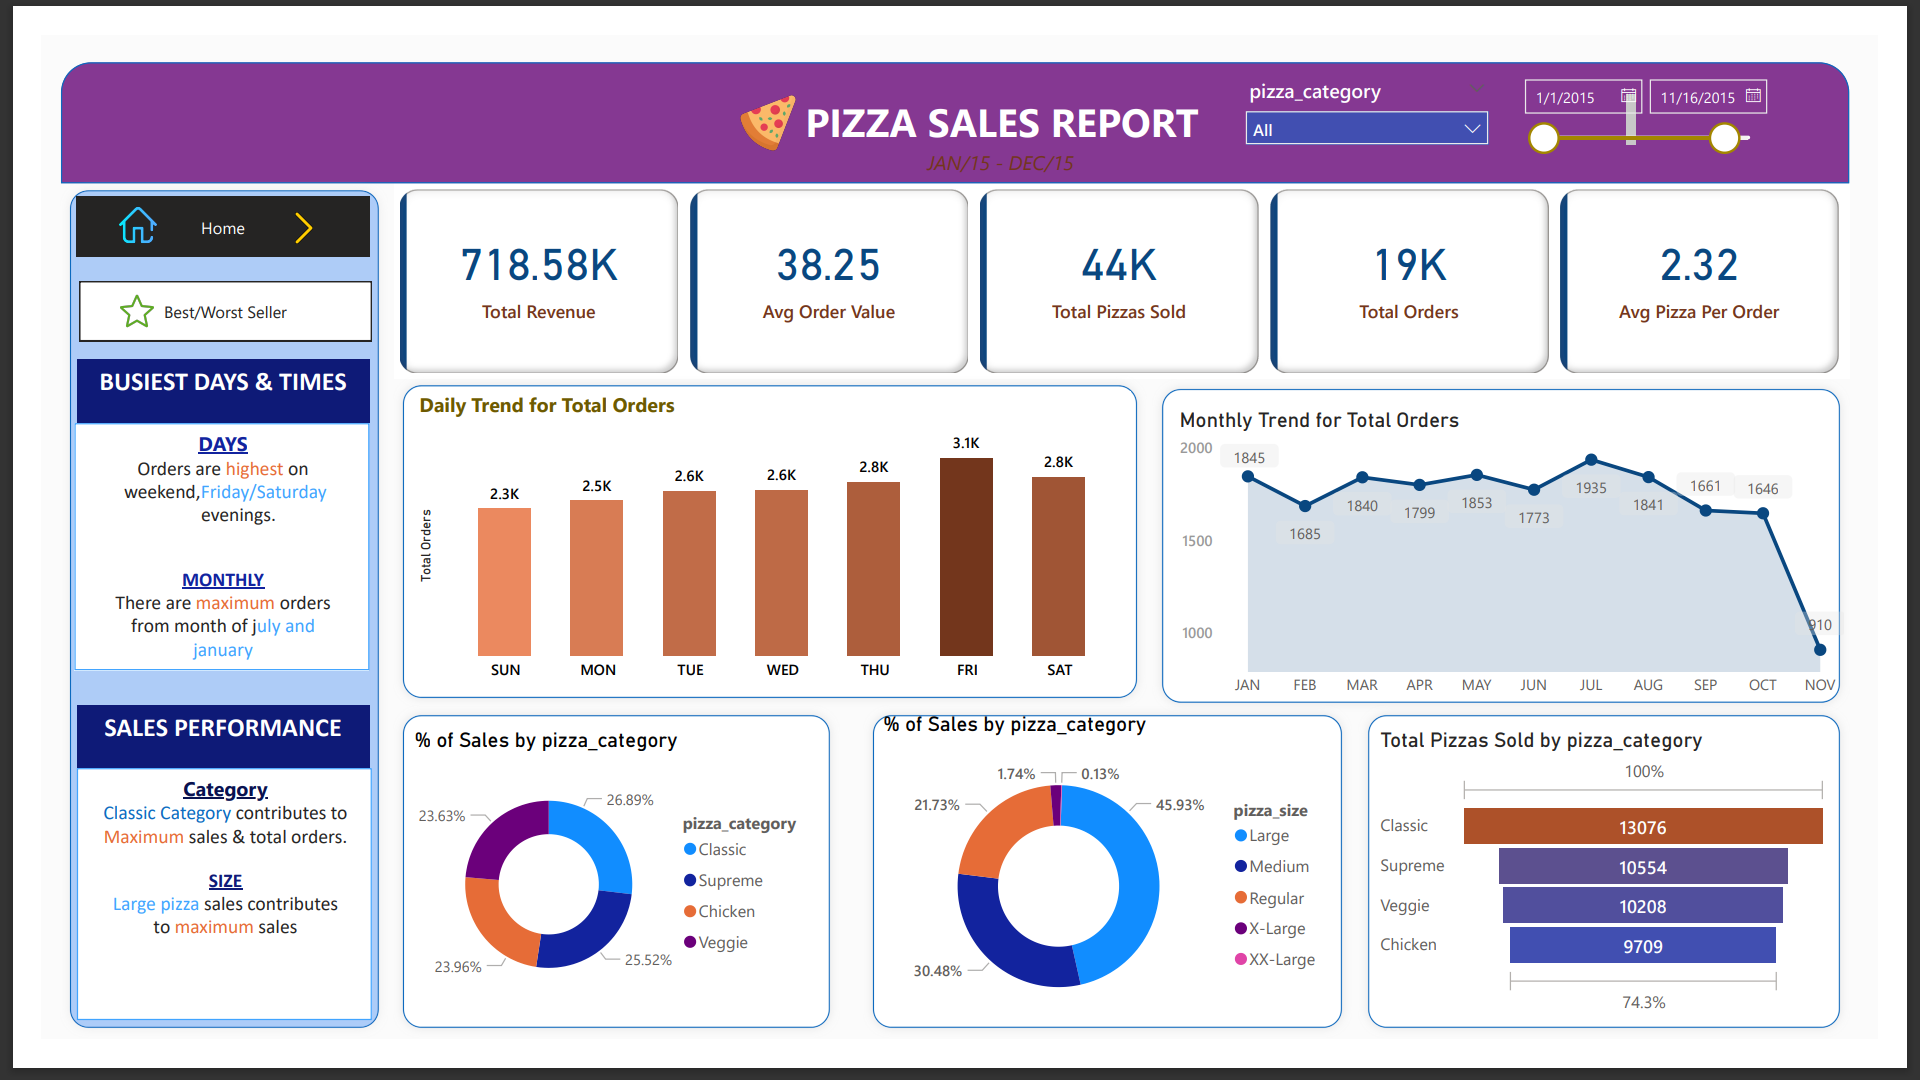 PIZZA SALES REPORT
JAN/15 - DEC/15
pizza_category
All
1/1/2015
11/16/2015
Home
Best/Worst Seller
BUSIEST DAYS & TIMES
DAYS
Orders are highest on
weekend,Friday/Saturday
evenings.
MONTHLY
There are maximum orders
from month of july and
january
SALES PERFORMANCE
Category
Classic Category contributes to
Maximum sales & total orders.
SIZE
Large pizza sales contributes
to maximum sales
718.58K
Total Revenue
38.25
Avg Order Value
44K
Total Pizzas Sold
19K
Total Orders
2.32
Avg Pizza Per Order
Daily Trend for Total Orders
Total Orders
2.3K
2.5K
2.6K
2.6K
2.8K
3.1K
2.8K
SUN MON TUE WED THU FRI SAT
Monthly Trend for Total Orders
2000
1500
1000
1845
1685
1840
1799
1853
1773
1935
1841
1661
1646
910
JAN FEB MAR APR MAY JUN JUL AUG SEP OCT NOV
% of Sales by pizza_category
26.89%
25.52%
23.96%
23.63%
pizza_category
Classic
Supreme
Chicken
Veggie
% of Sales by pizza_category
1.74%
0.13%
21.73%
45.93%
30.48%
pizza_size
Large
Medium
Regular
X-Large
XX-Large
Total Pizzas Sold by pizza_category
100%
Classic 13076
Supreme 10554
Veggie 10208
Chicken 9709
74.3%